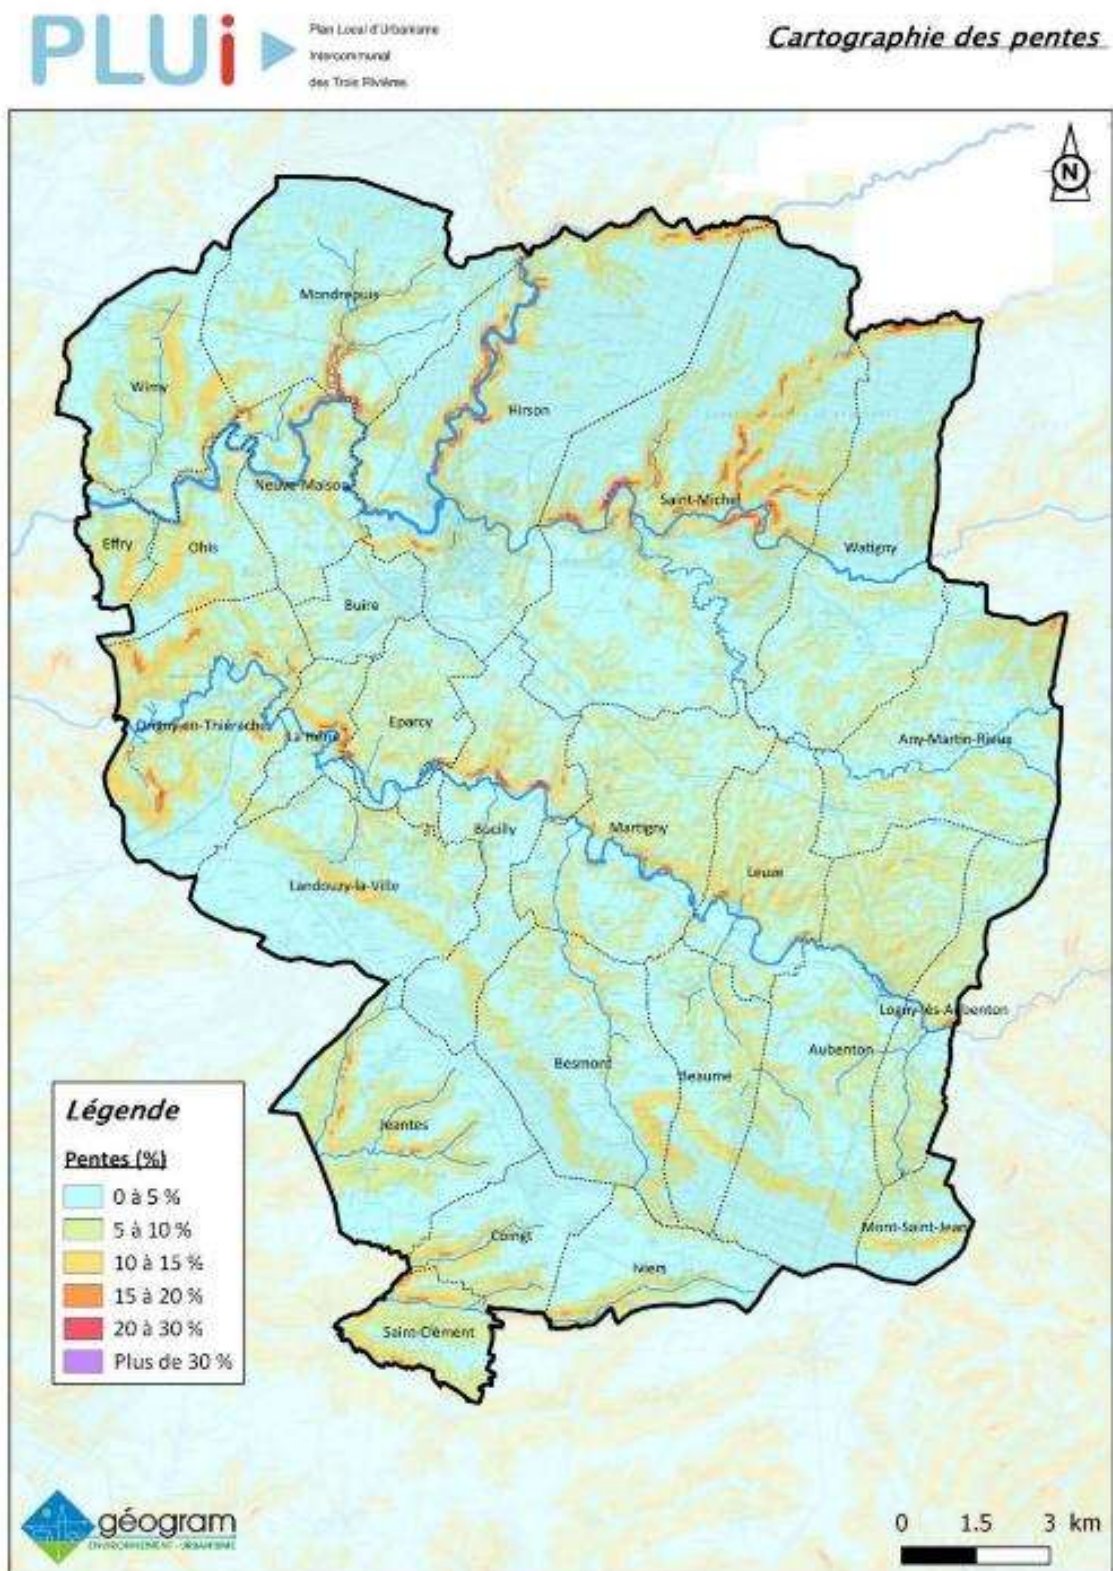 PLUi
Plan Local d'Urbanisme
Intercommunal
des Trois Rivières
Cartographie des pentes
N
Mondrepuis
Wimy
Hirson
Neuve-Maison
Saint-Michel
Effry
Ohis
Watigny
Buire
Origny-en-Thiérache
La Hérie
Eparcy
Any-Martin-Rieux
Bucilly
Martigny
Leuze
Landouzy-la-Ville
Logny-lès-Aubenton
Besmont
Beaumé
Aubenton
Jeantes
Mont-Saint-Jean
Coingt
Iviers
Saint-Clément
Légende
Pentes (%)
0 à 5 %
5 à 10 %
10 à 15 %
15 à 20 %
20 à 30 %
Plus de 30 %
géogram
ENVIRONNEMENT - URBANISME
0 1.5 3 km